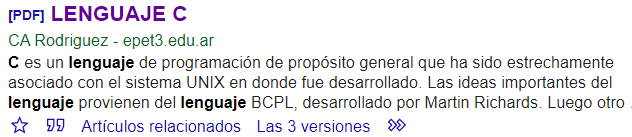 [PDF] LENGUAJE C
CA Rodriguez - epet3.edu.ar
C es un lenguaje de programación de propósito general que ha sido estrechamente
asociado con el sistema UNIX en donde fue desarrollado. Las ideas importantes del
lenguaje provienen del lenguaje BCPL, desarrollado por Martin Richards. Luego otro .
Artículos relacionados Las 3 versiones